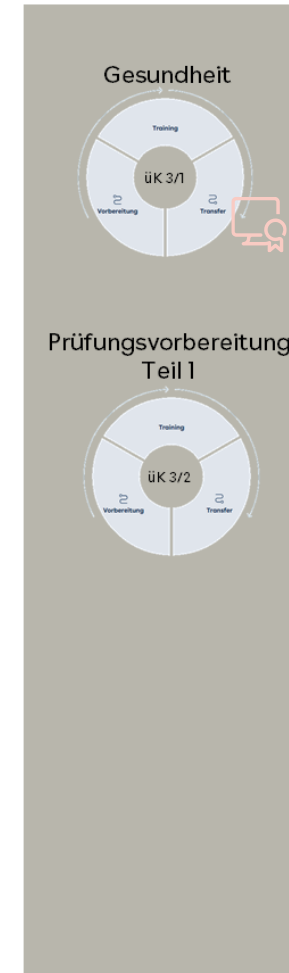 Gesundheit
Training
üK 3/1
Vorbereitung
Transfer
Prüfungsvorbereitung
Teil 1
Training
üK 3/2
Vorbereitung
Transfer